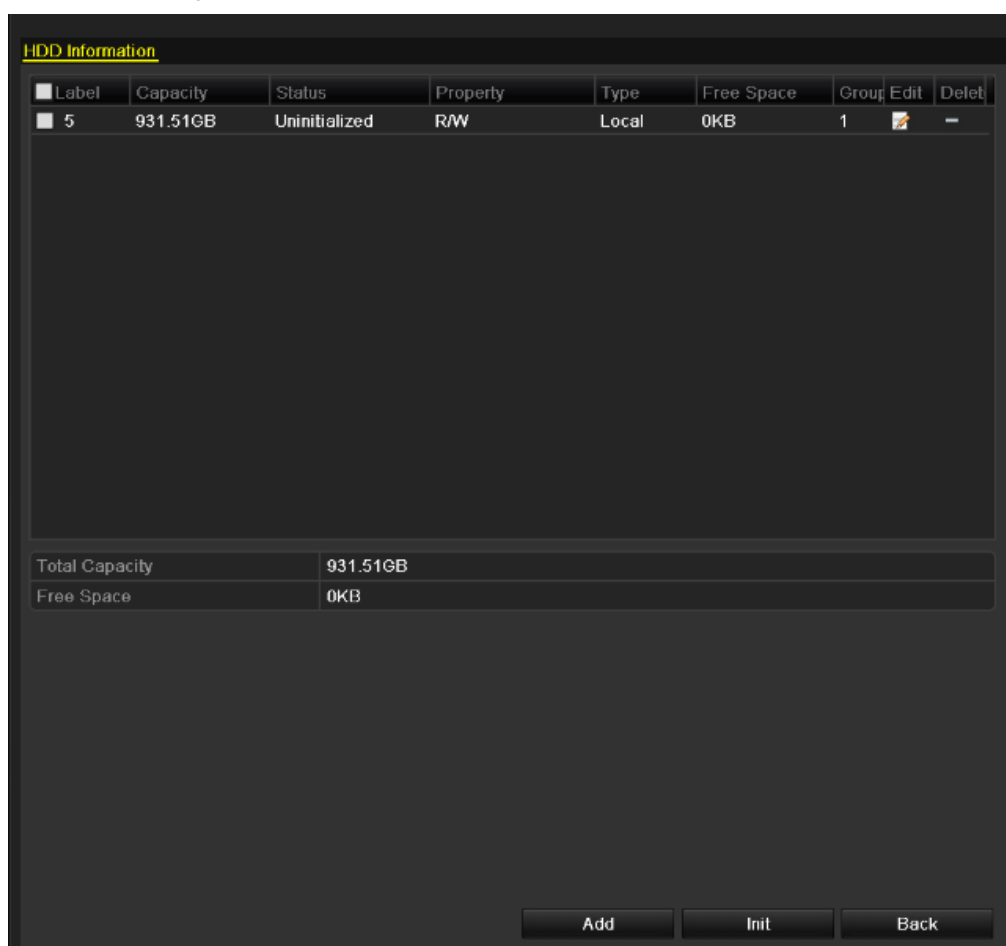 HDD Information
Label Capacity Status Property Type Free Space Group Edit Delet
5 931.51GB Uninitialized R/W Local 0KB 1 –
Total Capacity 931.51GB
Free Space 0KB
Add Init Back